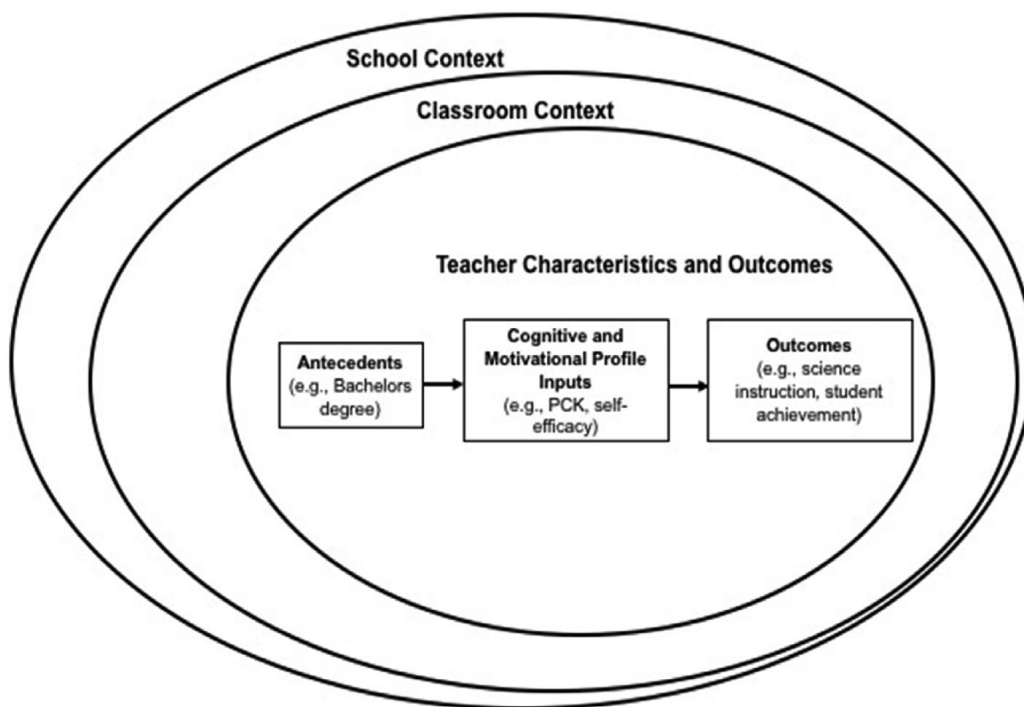 School Context
Classroom Context
Teacher Characteristics and Outcomes
Antecedents
(e.g., Bachelors
degree)
Cognitive and
Motivational Profile
Inputs
(e.g., PCK, self-
efficacy)
Outcomes
(e.g., science
instruction, student
achievement)